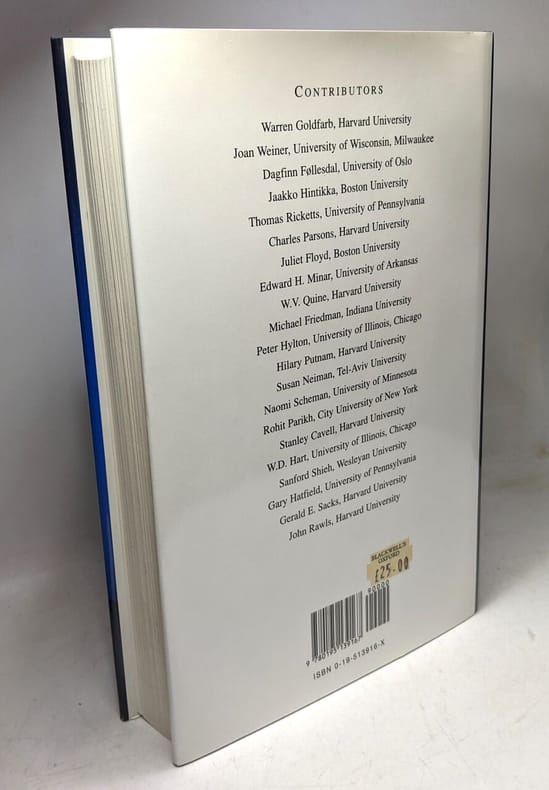 CONTRIBUTORS
Warren Goldfarb, Harvard University
Joan Weiner, University of Wisconsin, Milwaukee
Dagfinn Føllesdal, University of Oslo
Jaakko Hintikka, Boston University
Thomas Ricketts, University of Pennsylvania
Charles Parsons, Harvard University
Juliet Floyd, Boston University
Edward H. Minar, University of Arkansas
W.V. Quine, Harvard University
Michael Friedman, Indiana University
Peter Hylton, University of Illinois, Chicago
Hilary Putnam, Harvard University
Susan Neiman, Tel-Aviv University
Naomi Scheman, University of Minnesota
Rohit Parikh, City University of New York
Stanley Cavell, Harvard University
W.D. Hart, University of Illinois, Chicago
Sanford Shieh, Wesleyan University
Gary Hatfield, University of Pennsylvania
Gerald E. Sacks, Harvard University
John Rawls, Harvard University
BLACKWELL'S
OXFORD
£25.00
90000
9 780195 139167
ISBN 0-19-513916-X